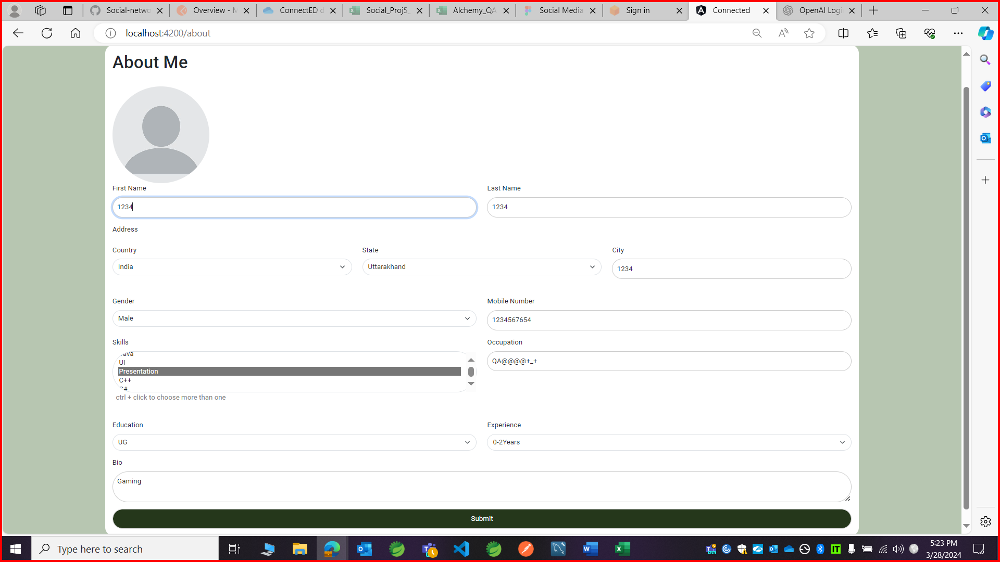 Social-netwo
Overview - M
ConnectED d
Social_Proj5_
Alchemy_QA
Social Media
Sign in
Connected
OpenAI Logi
localhost:4200/about
About Me
First Name
Last Name
1234
1234
Address
Country
State
City
India
Uttarakhand
1234
Gender
Mobile Number
Male
1234567654
Skills
Occupation
Java
UI
Presentation
C++
C#
QA@@@@+_+
ctrl + click to choose more than one
Education
Experience
UG
0-2Years
Bio
Gaming
Submit
Type here to search
5:23 PM
3/28/2024